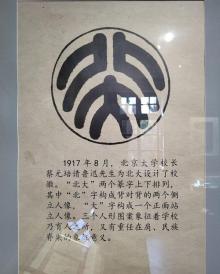 1917年8月，北京大学校长
蔡元培请鲁迅先生为北大设计了校
徽。“北大”两个篆字上下排列，
其中“北”字构成背对背的两个侧
立人像，“大”字构成一个正面站
立人像。三个人形图案象征着学校
乃育人之所，又有重任在肩，民族
脊梁的象征意义。